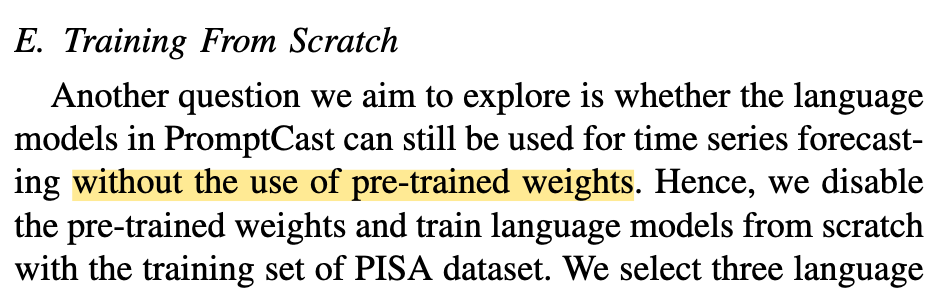 E. Training From Scratch
Another question we aim to explore is whether the language
models in PromptCast can still be used for time series forecast-
ing without the use of pre-trained weights. Hence, we disable
the pre-trained weights and train language models from scratch
with the training set of PISA dataset. We select three language